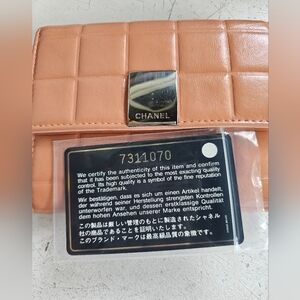 CHANEL
7311070
We certify the authenticity of this item and confirm
that it has been subjected to the most exacting quality
control. Its high quality is a symbol of the fine reputation
of the Trademark.
Wir bestätigen, dass es sich um einen Artikel handelt,
der während seiner Herstellung strengsten Kontrollen
unterworfen war, und dessen erstklassige Qualität
dem hohen Ansehen unserer Marke entspricht.
この製品は厳しい管理のもとに製造されたシャネル
社の商品であることを証明いたします。
このブランド・マークは最高級品質の象徴です。